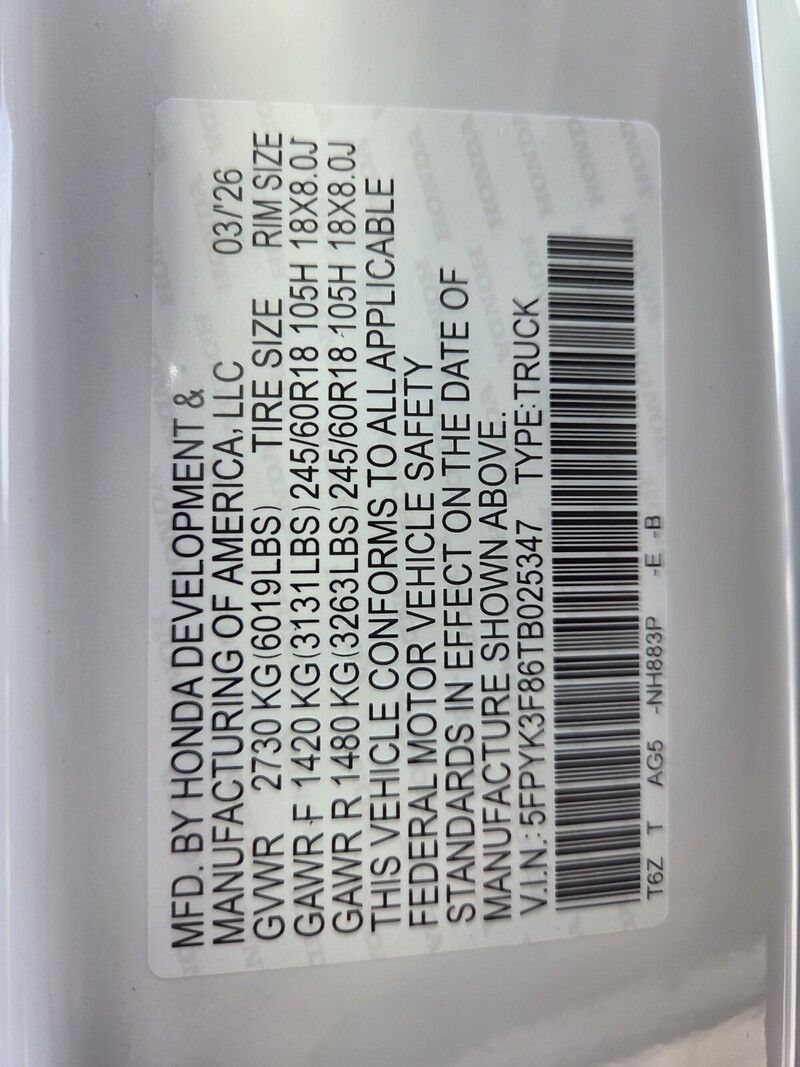 MFD. BY HONDA DEVELOPMENT &
MANUFACTURING OF AMERICA, LLC 03/'26
GVWR 2730 KG(6019LBS) TIRE SIZE RIM SIZE
GAWR F 1420 KG(3131LBS)245/60R18 105H 18X8.0J
GAWR R 1480 KG(3263LBS)245/60R18 105H 18X8.0J
THIS VEHICLE CONFORMS TO ALL APPLICABLE
FEDERAL MOTOR VEHICLE SAFETY
STANDARDS IN EFFECT ON THE DATE OF
MANUFACTURE SHOWN ABOVE.
V.I.N.: 5FPYK3F86TB025347 TYPE:TRUCK
T6Z T AG5 -NH883P -E -B